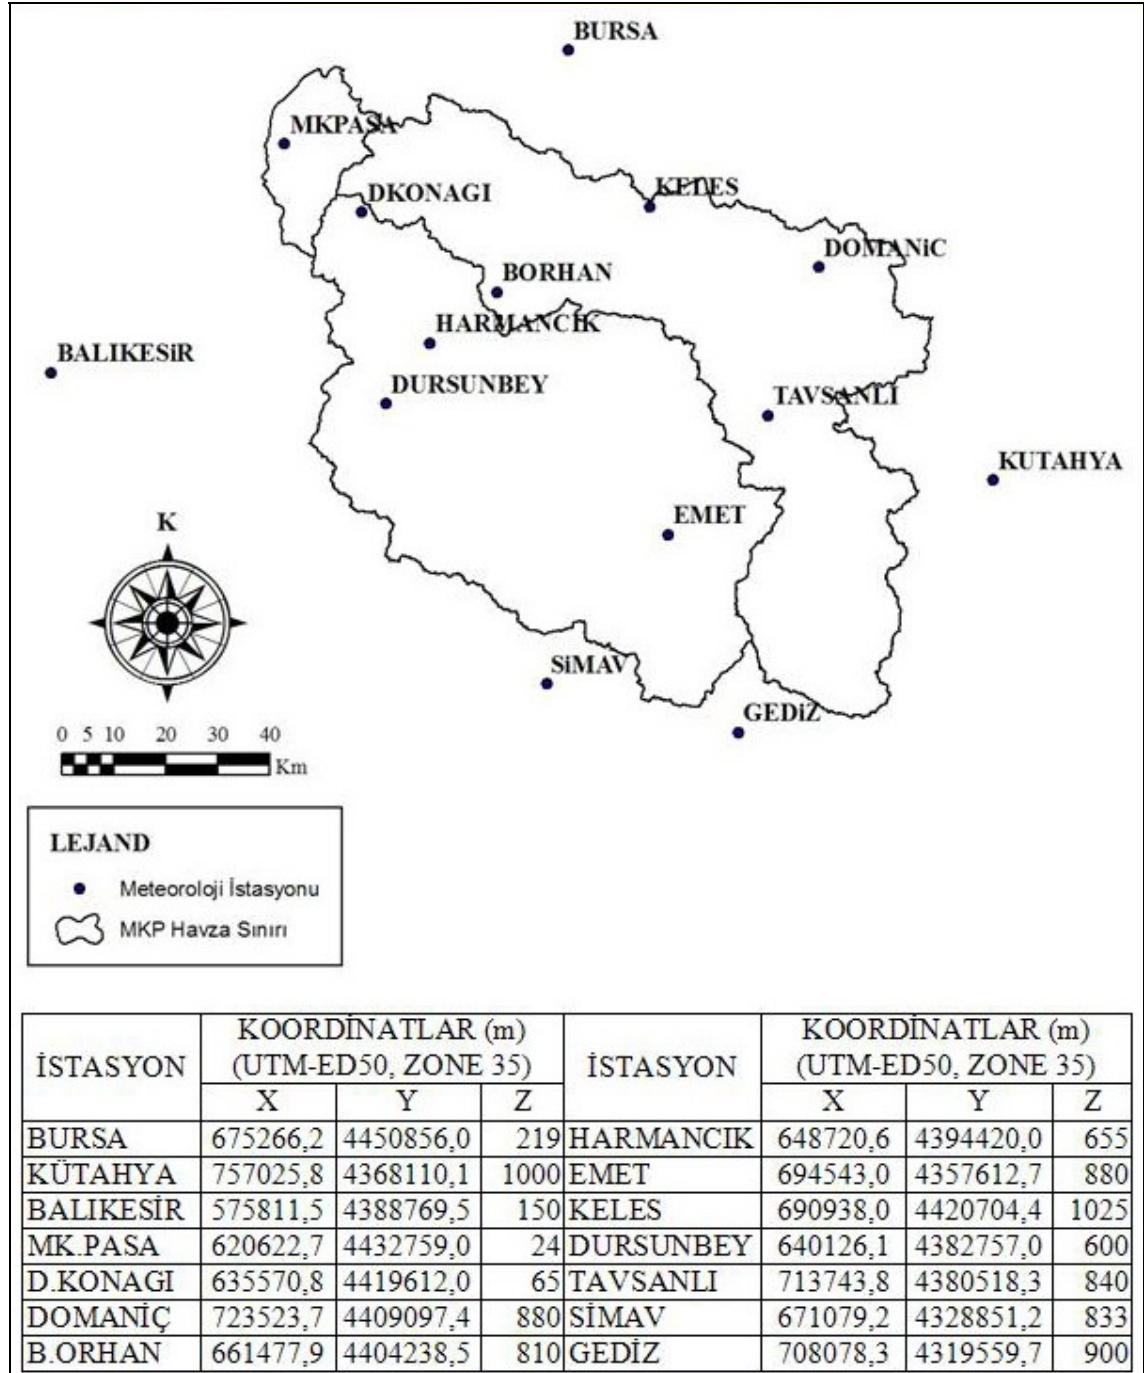 BURSA
MKPASA
DKONAGI
KELES
DOMANiC
BORHAN
HARMANCIK
BALIKESiR
DURSUNBEY
TAVSANLI
KUTAHYA
EMET
K
SiMAV
GEDiZ
0 5 10 20 30 40
Km
LEJAND
Meteoroloji İstasyonu
MKP Havza Sınırı
İSTASYON KOORDİNATLAR (m) (UTM-ED50, ZONE 35) İSTASYON KOORDİNATLAR (m) (UTM-ED50, ZONE 35)
X Y Z X Y Z
BURSA 675266,2 4450856,0 219 HARMANCIK 648720,6 4394420,0 655
KÜTAHYA 757025,8 4368110,1 1000 EMET 694543,0 4357612,7 880
BALIKESİR 575811,5 4388769,5 150 KELES 690938,0 4420704,4 1025
MK.PASA 620622,7 4432759,0 24 DURSUNBEY 640126,1 4382757,0 600
D.KONAGI 635570,8 4419612,0 65 TAVSANLI 713743,8 4380518,3 840
DOMANİÇ 723523,7 4409097,4 880 SİMAV 671079,2 4328851,2 833
B.ORHAN 661477,9 4404238,5 810 GEDİZ 708078,3 4319559,7 900